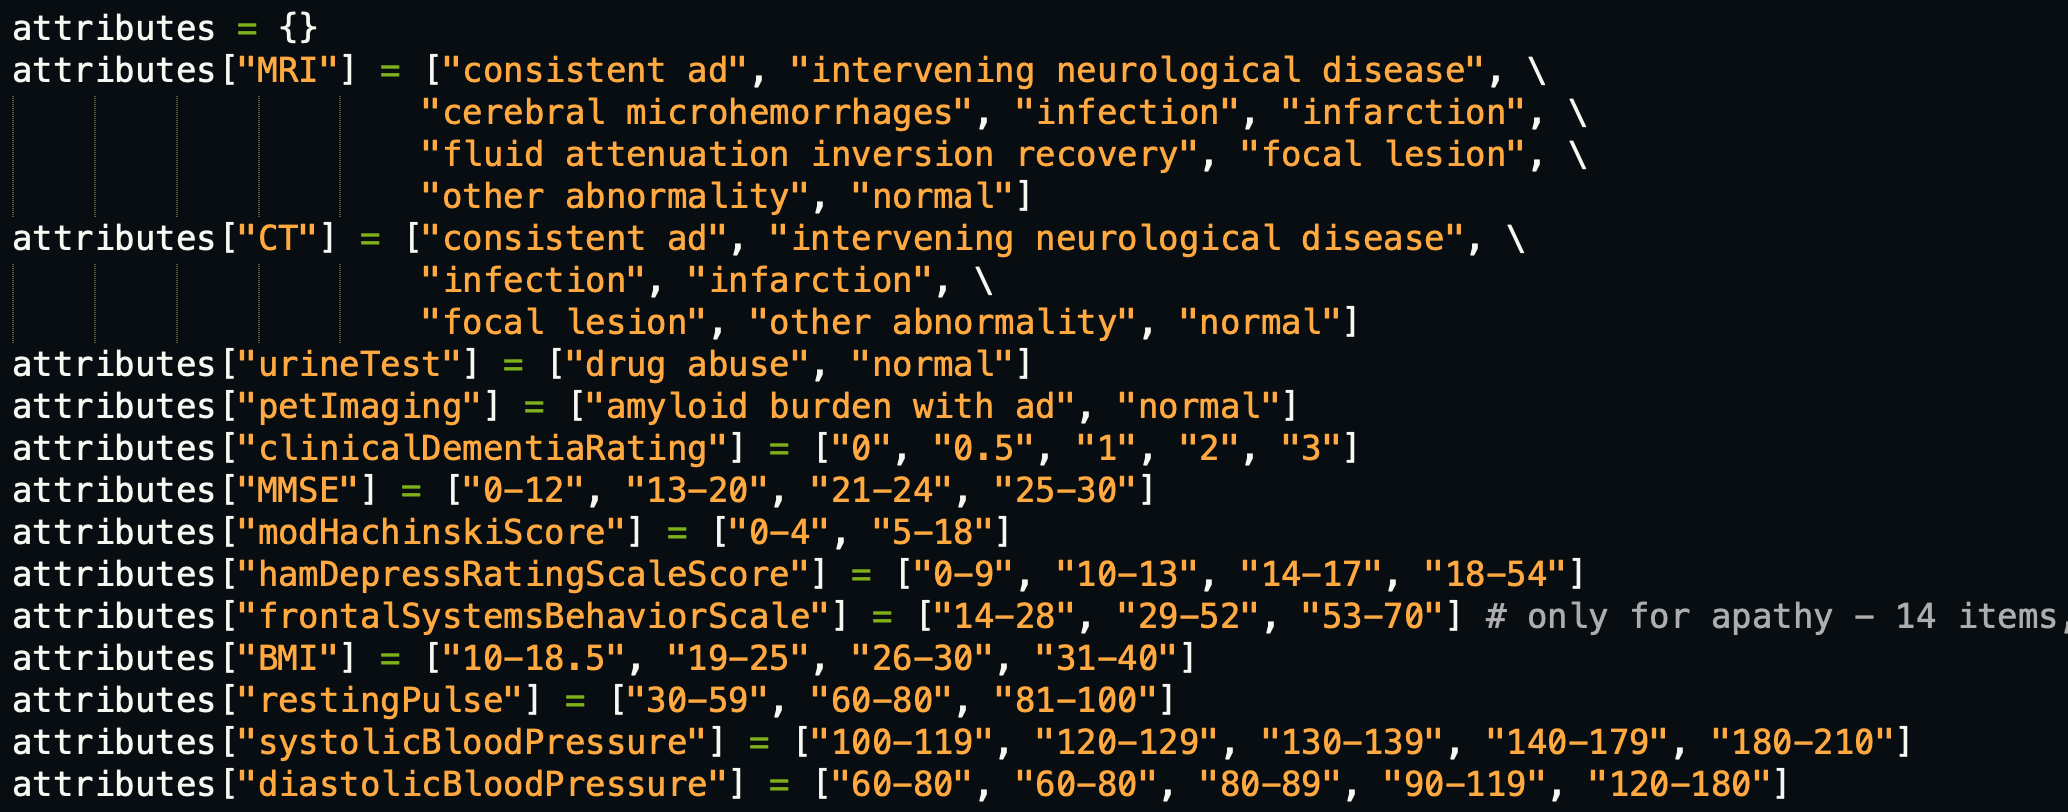 attributes = {}
attributes["MRI"] = ["consistent ad", "intervening neurological disease", \
"cerebral microhemorrhages", "infection", "infarction", \
"fluid attenuation inversion recovery", "focal lesion", \
"other abnormality", "normal"]
attributes["CT"] = ["consistent ad", "intervening neurological disease", \
"infection", "infarction", \
"focal lesion", "other abnormality", "normal"]
attributes["urineTest"] = ["drug abuse", "normal"]
attributes["petImaging"] = ["amyloid burden with ad", "normal"]
attributes["clinicalDementiaRating"] = ["0", "0.5", "1", "2", "3"]
attributes["MMSE"] = ["0-12", "13-20", "21-24", "25-30"]
attributes["modHachinskiScore"] = ["0-4", "5-18"]
attributes["hamDepressRatingScaleScore"] = ["0-9", "10-13", "14-17", "18-54"]
attributes["frontalSystemsBehaviorScale"] = ["14-28", "29-52", "53-70"] # only for apathy - 14 items,
attributes["BMI"] = ["10-18.5", "19-25", "26-30", "31-40"]
attributes["restingPulse"] = ["30-59", "60-80", "81-100"]
attributes["systolicBloodPressure"] = ["100-119", "120-129", "130-139", "140-179", "180-210"]
attributes["diastolicBloodPressure"] = ["60-80", "60-80", "80-89", "90-119", "120-180"]